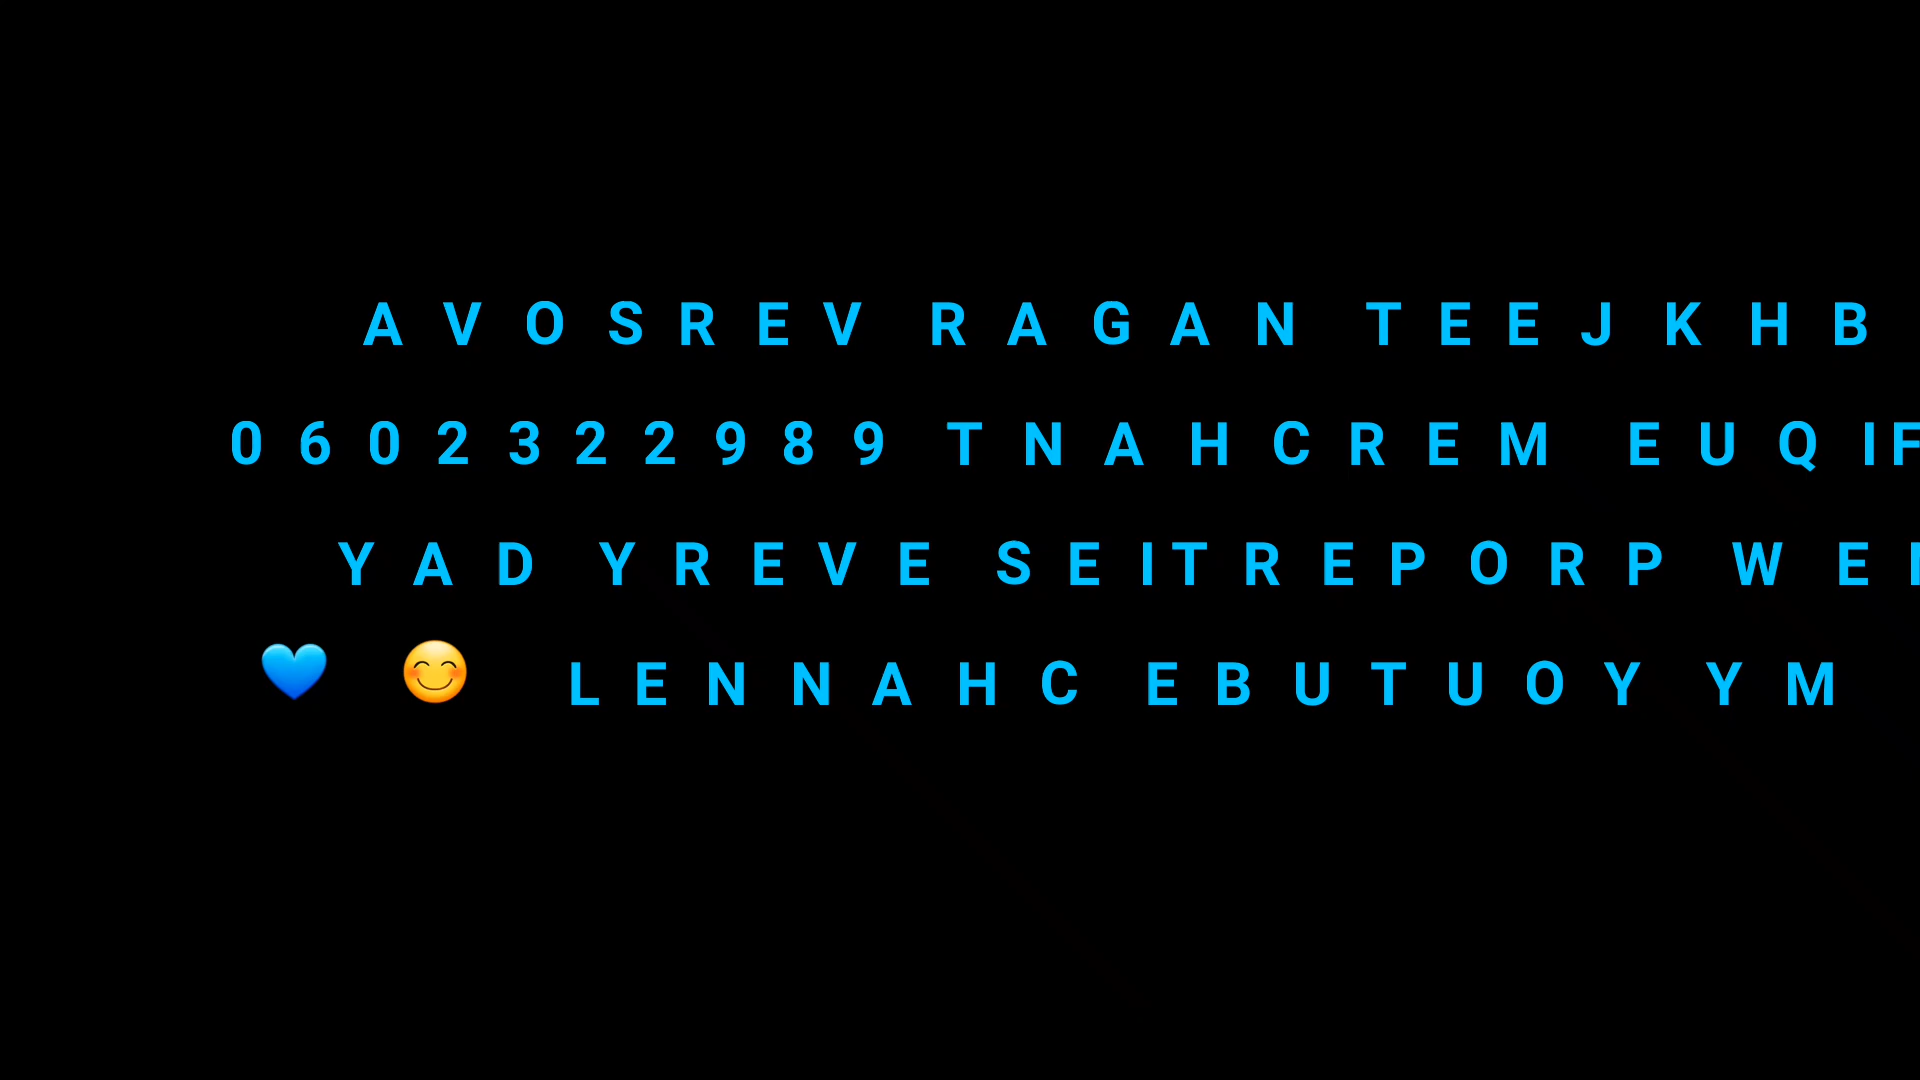 A V O S R E V R A G A N T E E J K H B
0 6 0 2 3 2 2 9 8 9 T N A H C R E M E U Q I F
Y A D Y R E V E S E I T R E P O R P W E
💙 😊 L E N N A H C E B U T U O Y Y M